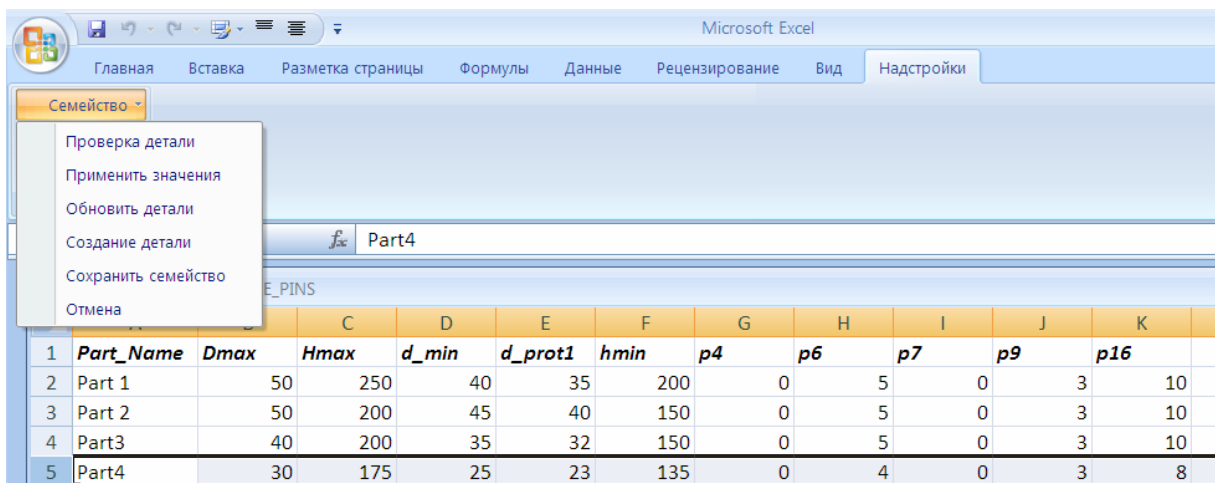 Microsoft Excel
Главная Вставка Разметка страницы Формулы Данные Рецензирование Вид Надстройки
Семейство
Проверка детали
Применить значения
Обновить детали
Создание детали
Сохранить семейство
Отмена
fx Part4
E_PINS
C D E F G H I J K
1 Part_Name Dmax Hmax d_min d_prot1 hmin p4 p6 p7 p9 p16
2 Part 1 50 250 40 35 200 0 5 0 3 10
3 Part 2 50 200 45 40 150 0 5 0 3 10
4 Part3 40 200 35 32 150 0 5 0 3 10
5 Part4 30 175 25 23 135 0 4 0 3 8